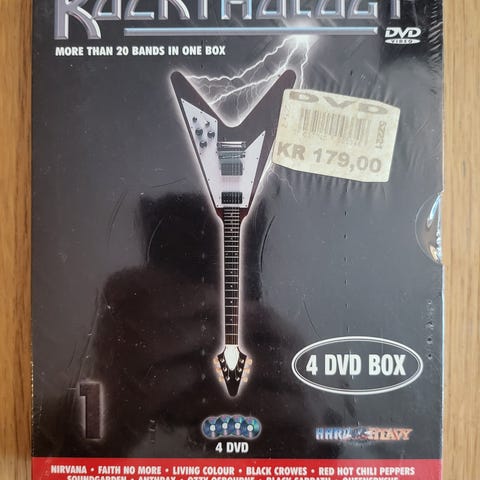 ROCKTHOLOGY
MORE THAN 20 BANDS IN ONE BOX
DVD
VIDEO
DVD
52221
KR 179,00
4 DVD BOX
1
4 DVD
HARD HEAVY
NIRVANA • FAITH NO MORE • LIVING COLOUR • BLACK CROWES • RED HOT CHILI PEPPERS
SOUNDGARDEN • ANTHRAX • OZZY OSBOURNE • BLACK SABBATH • QUEENSRYCHE